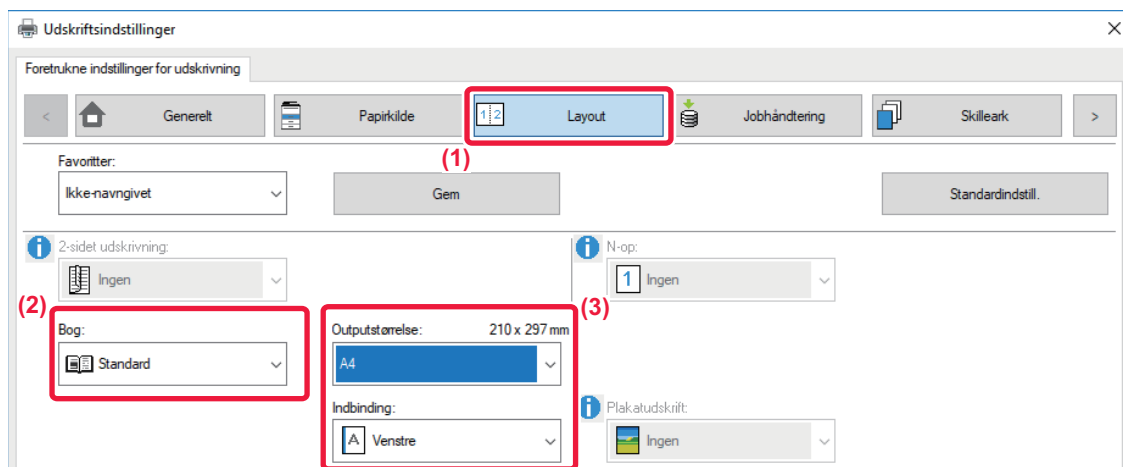 Udskriftsindstillinger
Foretrukne indstillinger for udskrivning
< Generelt Papirkilde 1 2 Layout Jobhåndtering Skilleark >
(1)
Favoritter:
Ikke-navngivet Gem Standardindstill.
2-sidet udskrivning: N-op:
Ingen 1 Ingen
(2) (3)
Bog: Outputstørrelse: 210 x 297 mm
Standard A4
Indbinding: Plakatudskrift:
A Venstre Ingen